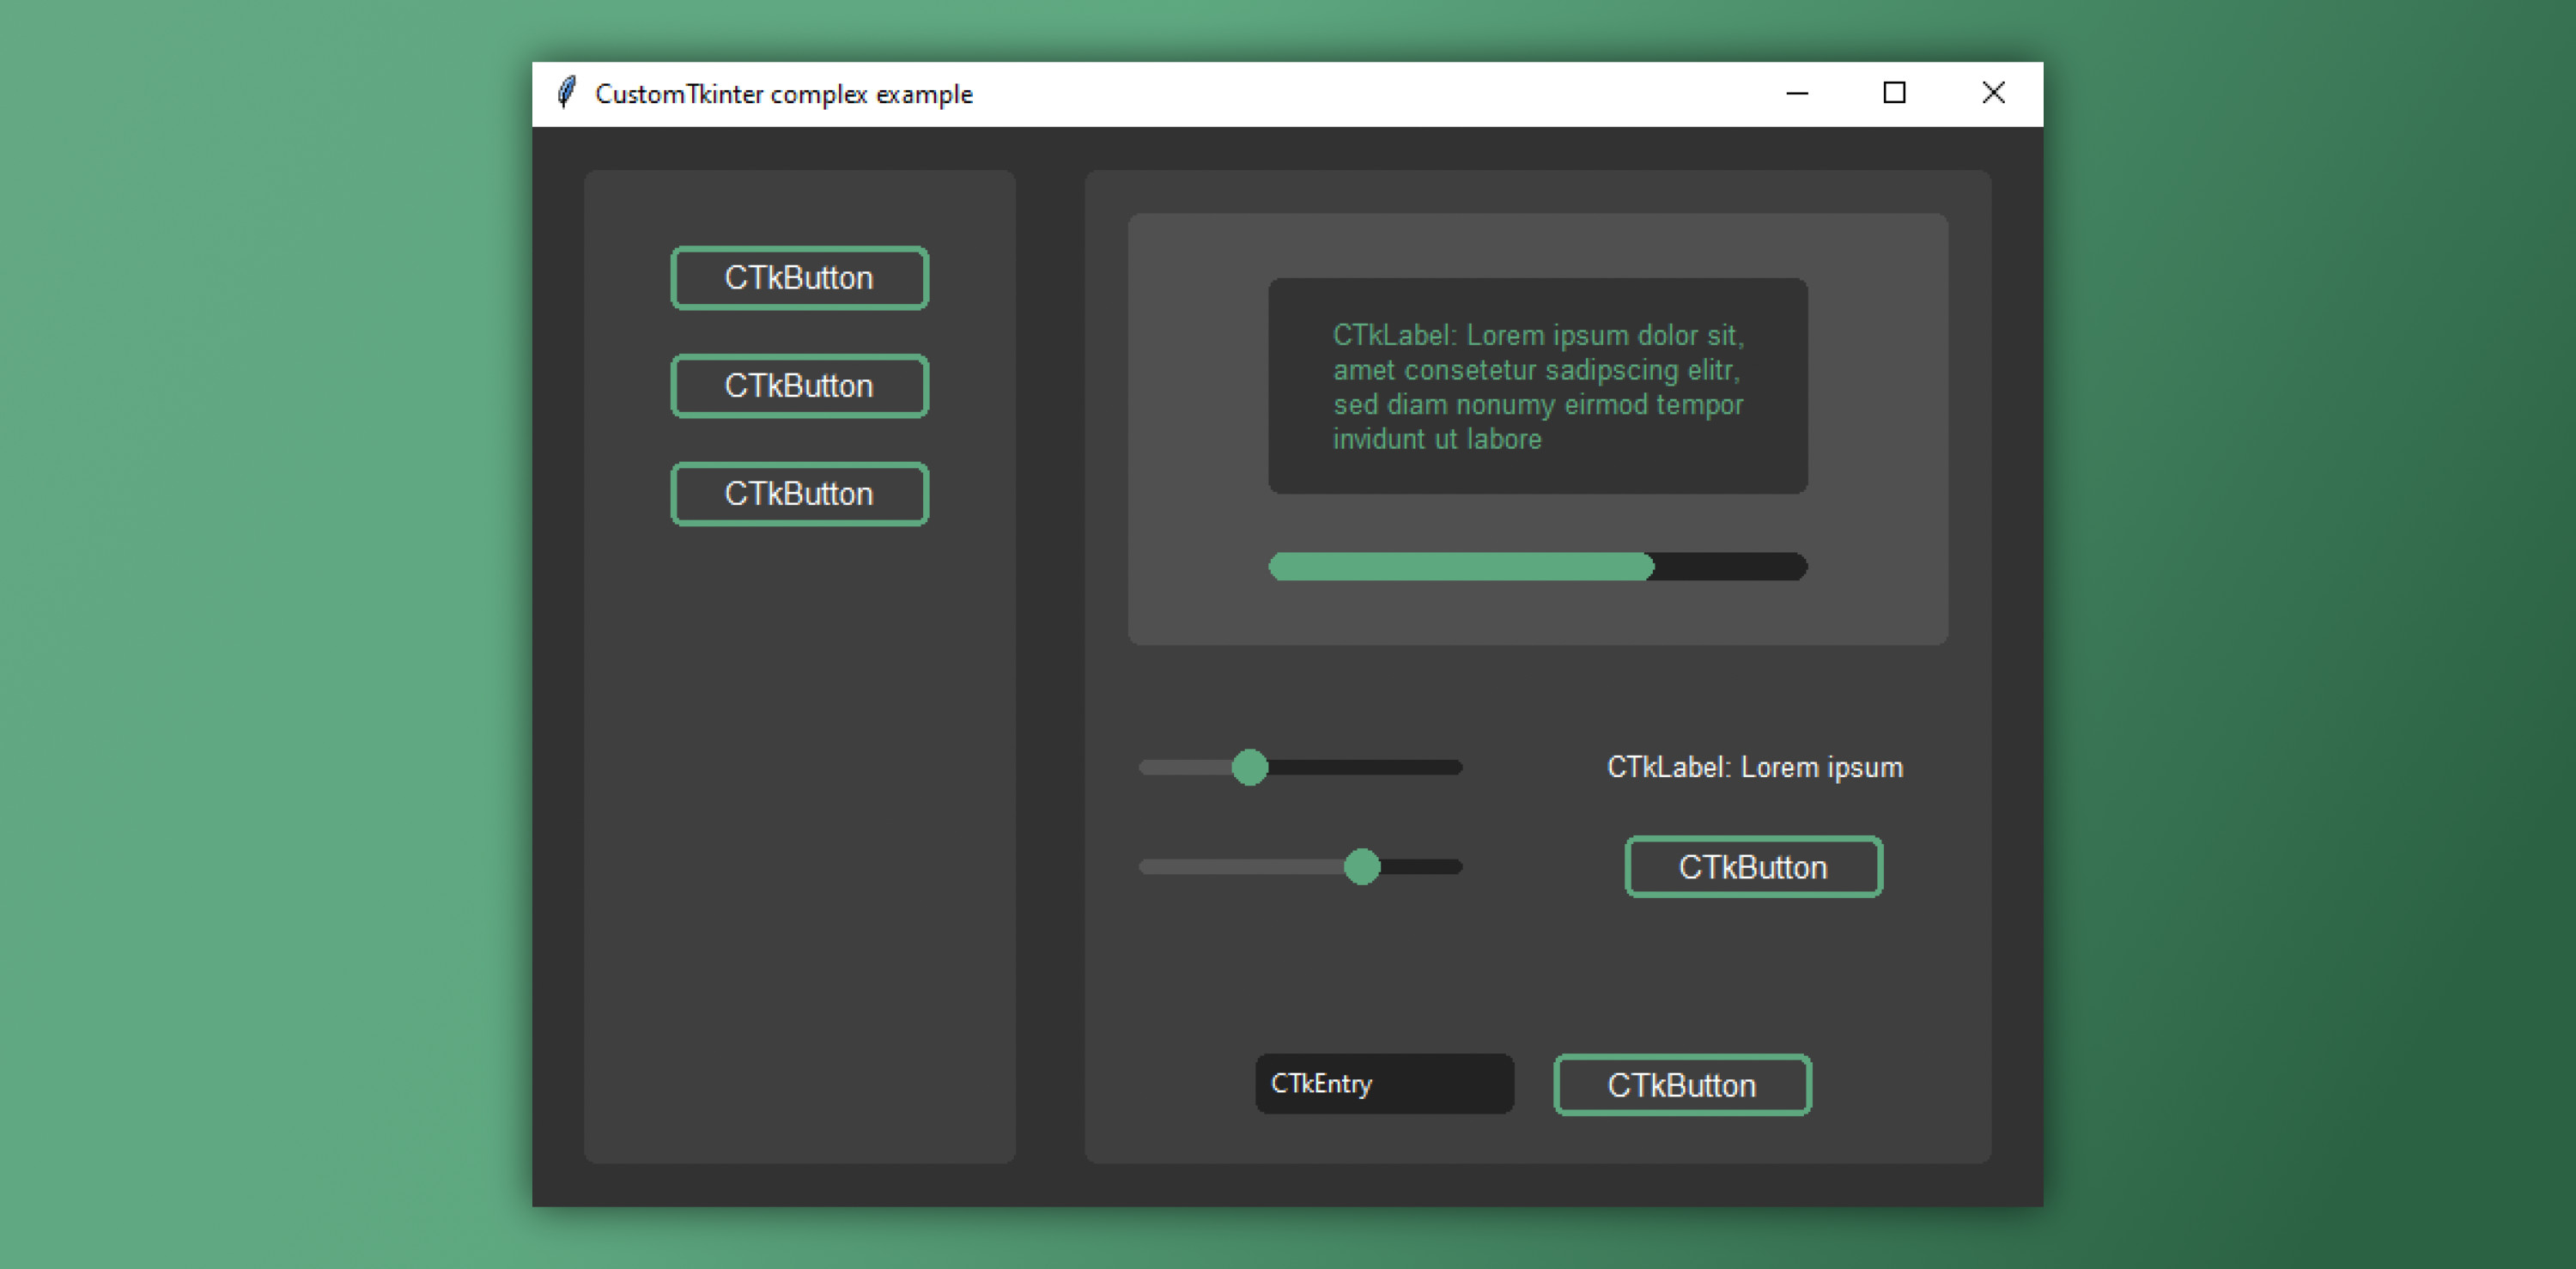 CustomTkinter complex example
CTkButton
CTkButton
CTkButton
CTkLabel: Lorem ipsum dolor sit,
amet consetetur sadipscing elitr,
sed diam nonumy eirmod tempor
invidunt ut labore
CTkLabel: Lorem ipsum
CTkButton
CTkEntry
CTkButton